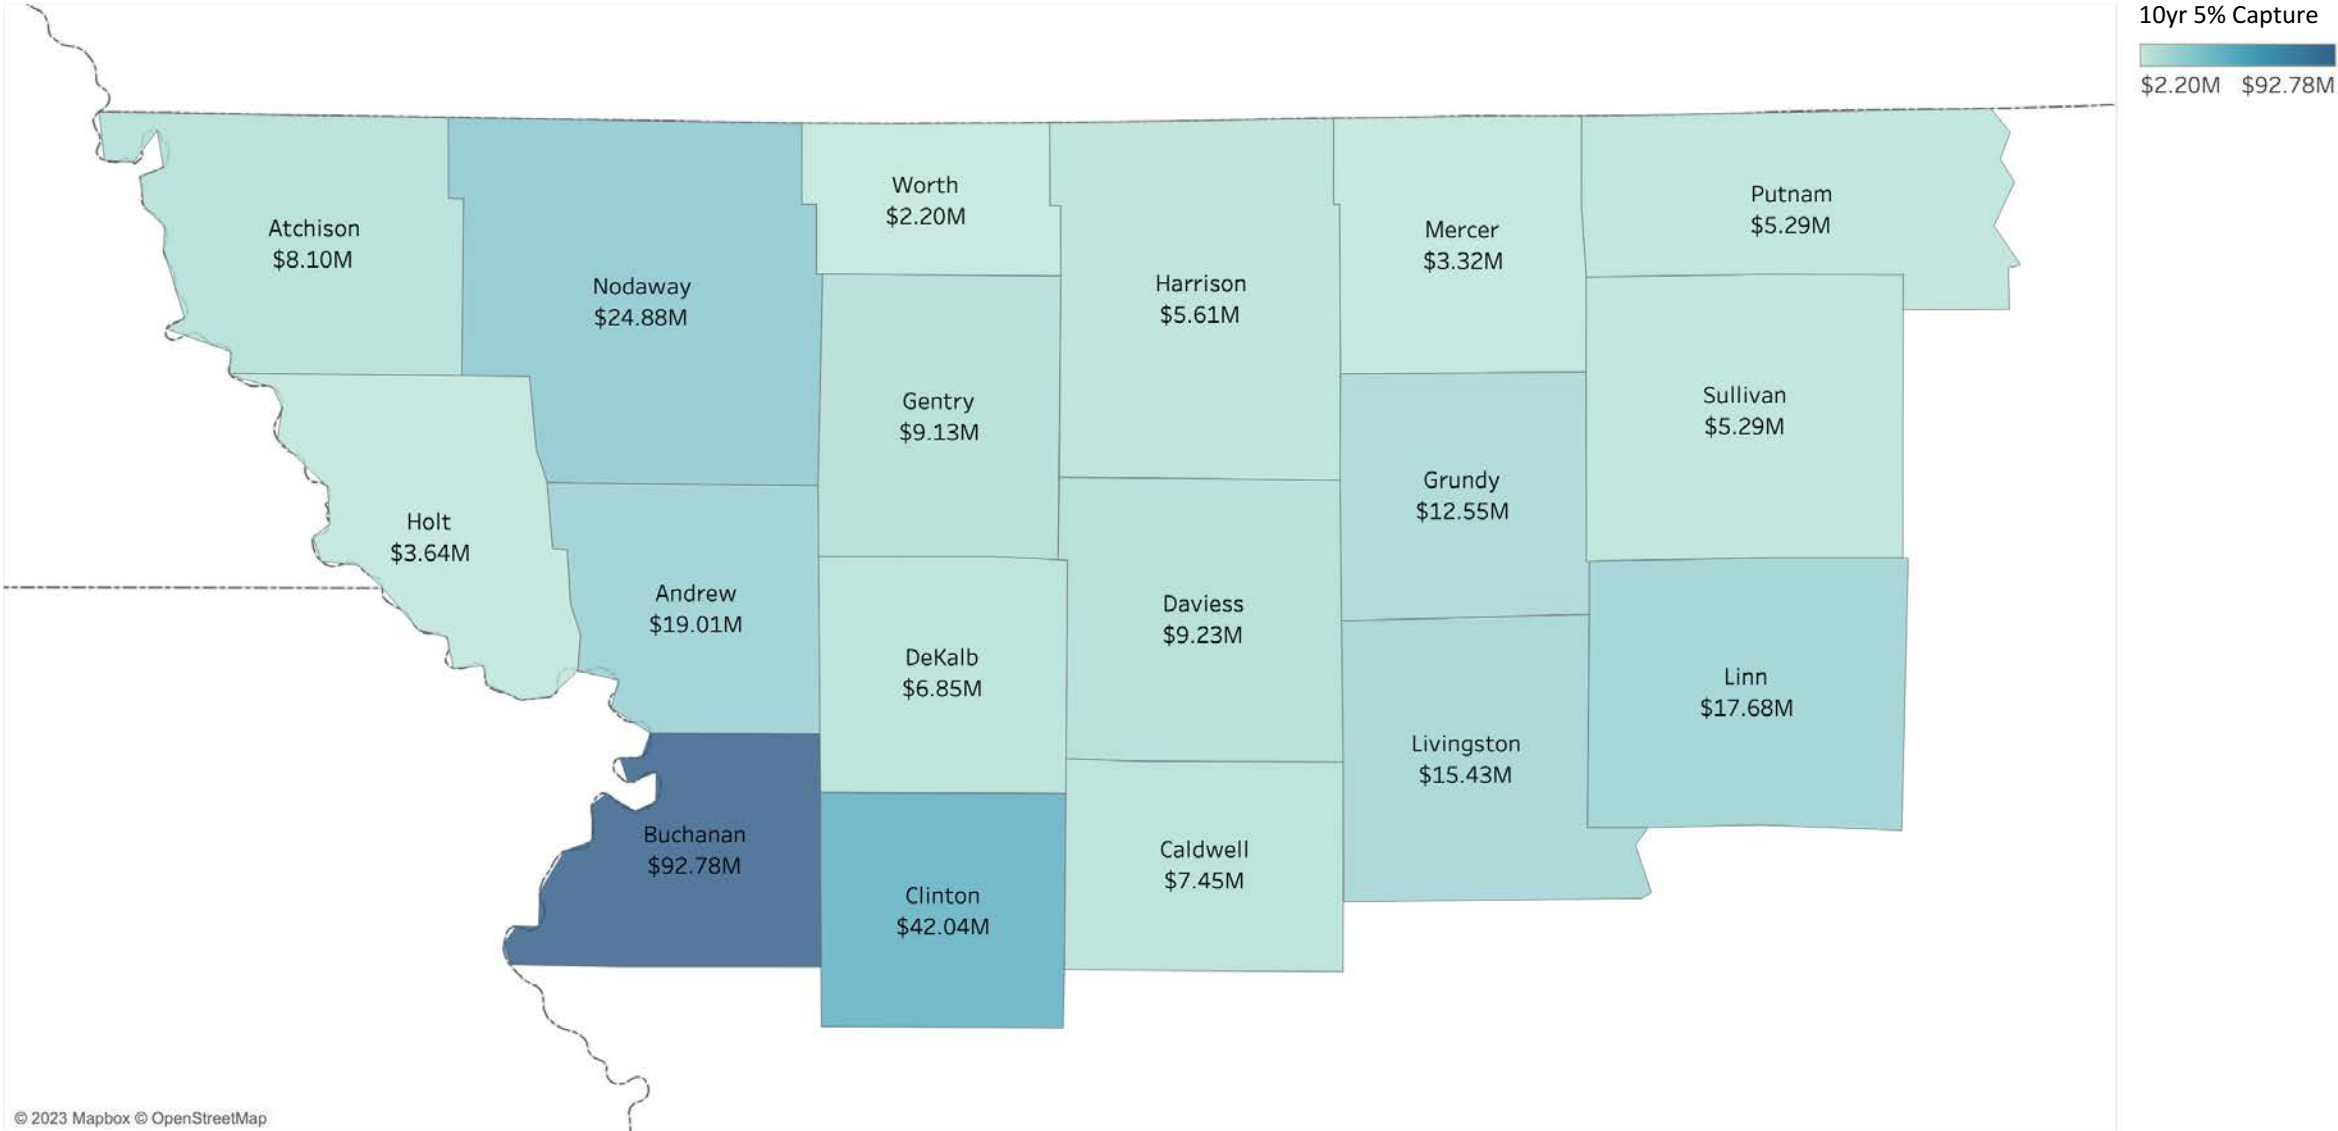 10yr 5% Capture
$2.20M $92.78M
Atchison
$8.10M
Nodaway
$24.88M
Worth
$2.20M
Harrison
$5.61M
Mercer
$3.32M
Putnam
$5.29M
Gentry
$9.13M
Sullivan
$5.29M
Grundy
$12.55M
Holt
$3.64M
Andrew
$19.01M
DeKalb
$6.85M
Daviess
$9.23M
Linn
$17.68M
Livingston
$15.43M
Buchanan
$92.78M
Clinton
$42.04M
Caldwell
$7.45M
© 2023 Mapbox © OpenStreetMap